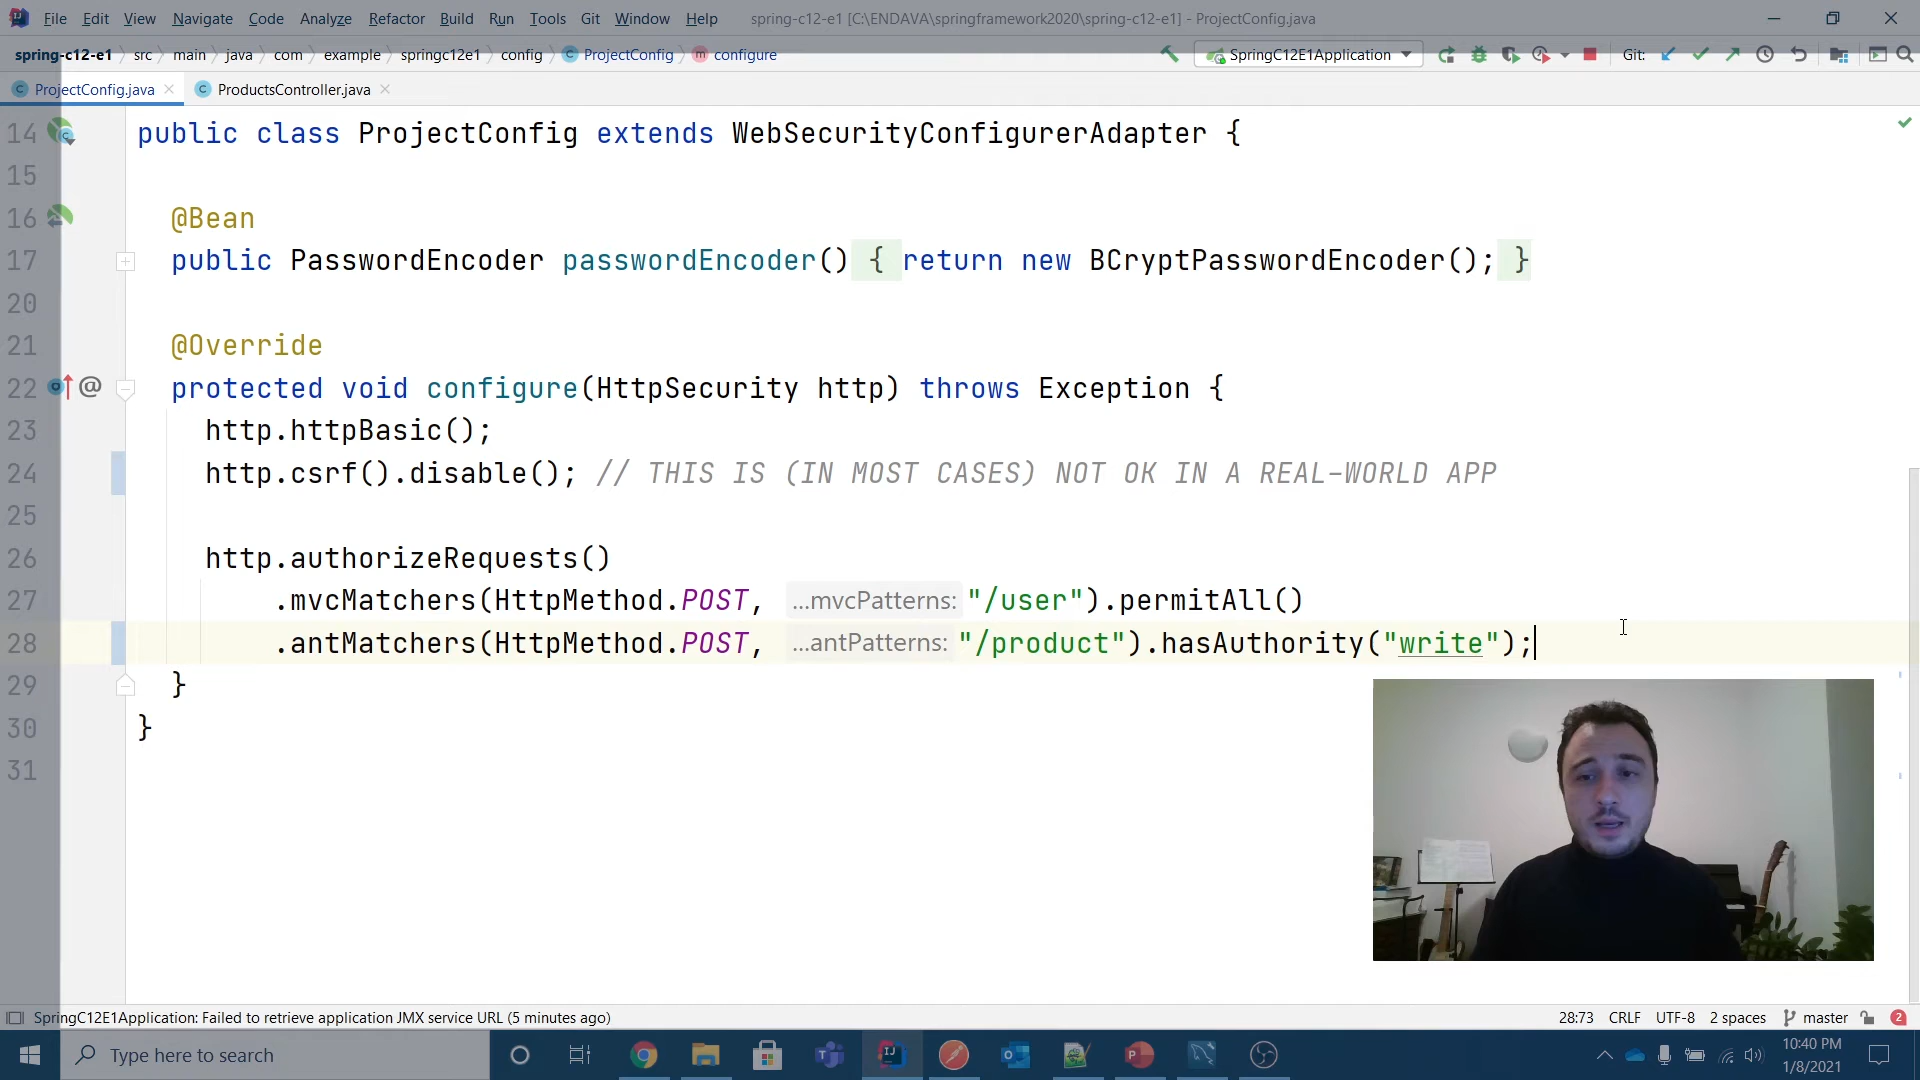 File Edit View Navigate Code Analyze Refactor Build Run Tools Git Window Help spring-c12-e1 [C:\ENDAVA\springframework2020\spring-c12-e1] - ProjectConfig.java
spring-c12-e1 src main java com example springc12e1 config ProjectConfig configure SpringC12E1Application Git:
ProjectConfig.java ProductsController.java
14 public class ProjectConfig extends WebSecurityConfigurerAdapter {
15
16 @Bean
17 public PasswordEncoder passwordEncoder() { return new BCryptPasswordEncoder(); }
20
21 @Override
22 protected void configure(HttpSecurity http) throws Exception {
23 http.httpBasic();
24 http.csrf().disable(); // THIS IS (IN MOST CASES) NOT OK IN A REAL-WORLD APP
25
26 http.authorizeRequests()
27 .mvcMatchers(HttpMethod.POST, ...mvcPatterns: "/user").permitAll()
28 .antMatchers(HttpMethod.POST, ...antPatterns: "/product").hasAuthority("write");
29 }
30 }
31
SpringC12E1Application: Failed to retrieve application JMX service URL (5 minutes ago) 28:73 CRLF UTF-8 2 spaces master 2
Type here to search 10:40 PM
1/8/2021